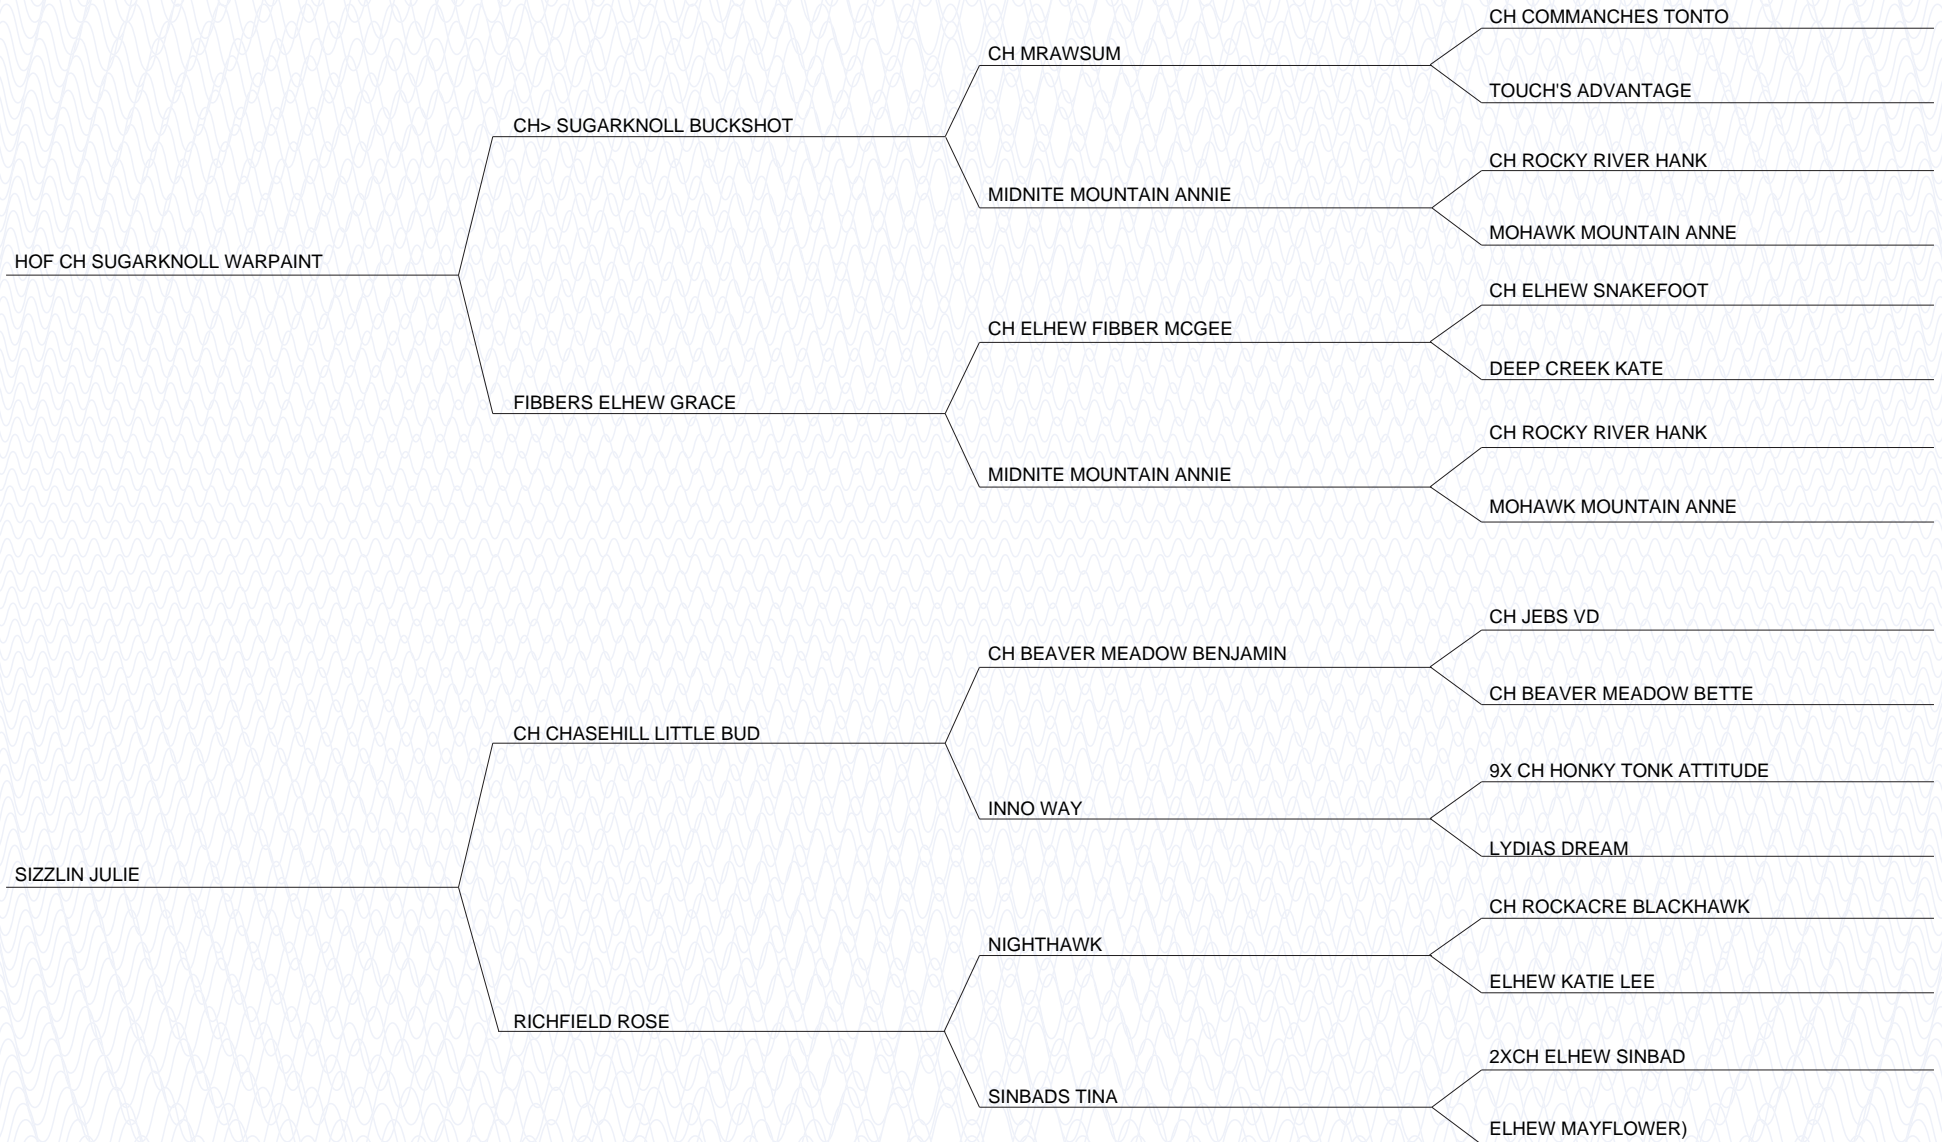 CH COMMANCHES TONTO
CH MRAWSUM
TOUCH'S ADVANTAGE
CH> SUGARKNOLL BUCKSHOT
CH ROCKY RIVER HANK
MIDNITE MOUNTAIN ANNIE
MOHAWK MOUNTAIN ANNE
HOF CH SUGARKNOLL WARPAINT
CH ELHEW SNAKEFOOT
CH ELHEW FIBBER MCGEE
DEEP CREEK KATE
FIBBERS ELHEW GRACE
CH ROCKY RIVER HANK
MIDNITE MOUNTAIN ANNIE
MOHAWK MOUNTAIN ANNE
CH JEBS VD
CH BEAVER MEADOW BENJAMIN
CH BEAVER MEADOW BETTE
CH CHASEHILL LITTLE BUD
9X CH HONKY TONK ATTITUDE
INNO WAY
LYDIAS DREAM
SIZZLIN JULIE
CH ROCKACRE BLACKHAWK
NIGHTHAWK
ELHEW KATIE LEE
RICHFIELD ROSE
2XCH ELHEW SINBAD
SINBADS TINA
ELHEW MAYFLOWER)